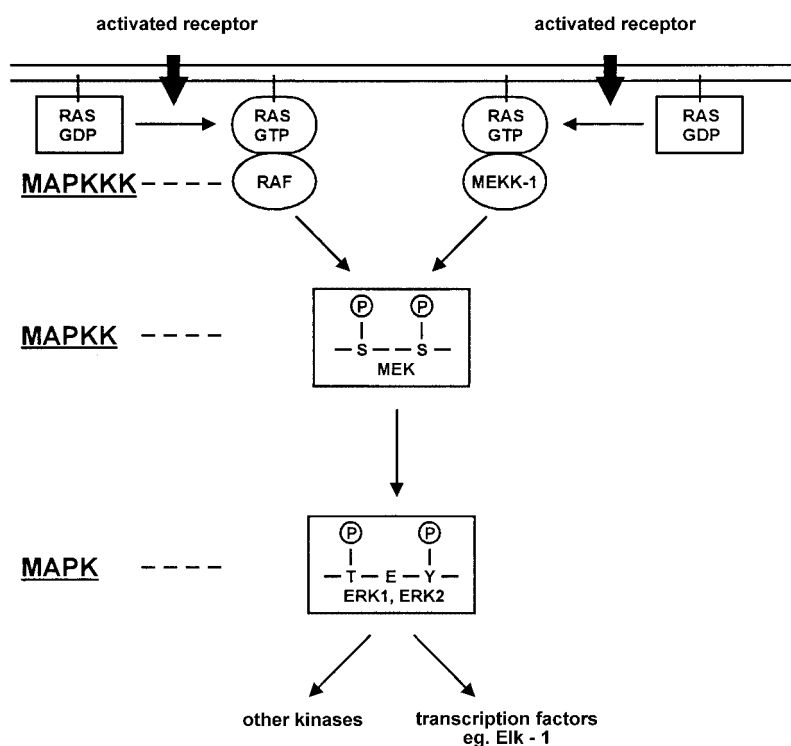 activated receptor
activated receptor
RAS
GDP
RAS
GTP
RAS
GTP
RAS
GDP
MAPKKK - - - - -
RAF
MEKK-1
MAPKK - - - -
P P
— S — — S —
MEK
MAPK - - - -
P P
— T — E — Y —
ERK1, ERK2
other kinases
transcription factors
eg. Elk - 1